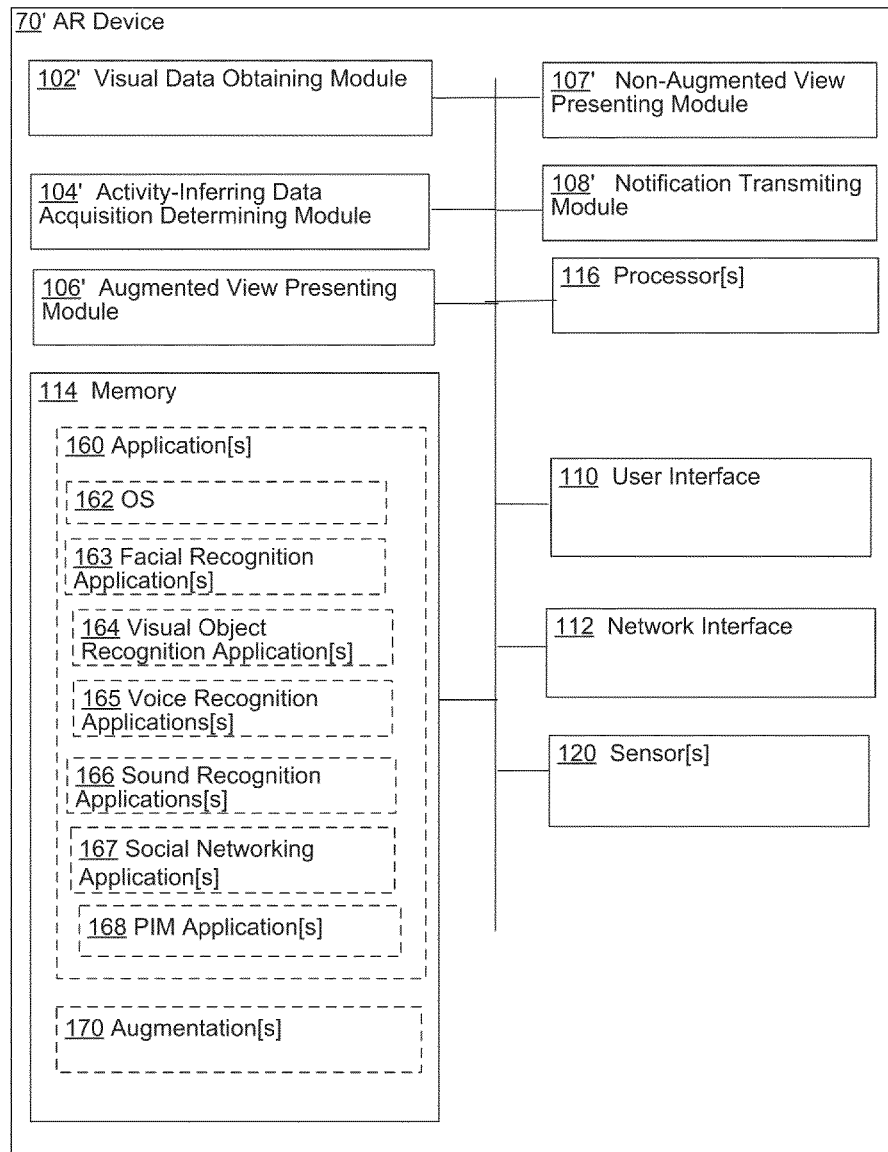 70' AR Device
102' Visual Data Obtaining Module
107' Non-Augmented View
Presenting Module
104' Activity-Inferring Data
Acquisition Determining Module
108' Notification Transmiting
Module
106' Augmented View Presenting
Module
116 Processor[s]
114 Memory
160 Application[s]
162 OS
163 Facial Recognition
Application[s]
164 Visual Object
Recognition Application[s]
165 Voice Recognition
Applications[s]
166 Sound Recognition
Applications[s]
167 Social Networking
Application[s]
168 PIM Application[s]
170 Augmentation[s]
110 User Interface
112 Network Interface
120 Sensor[s]